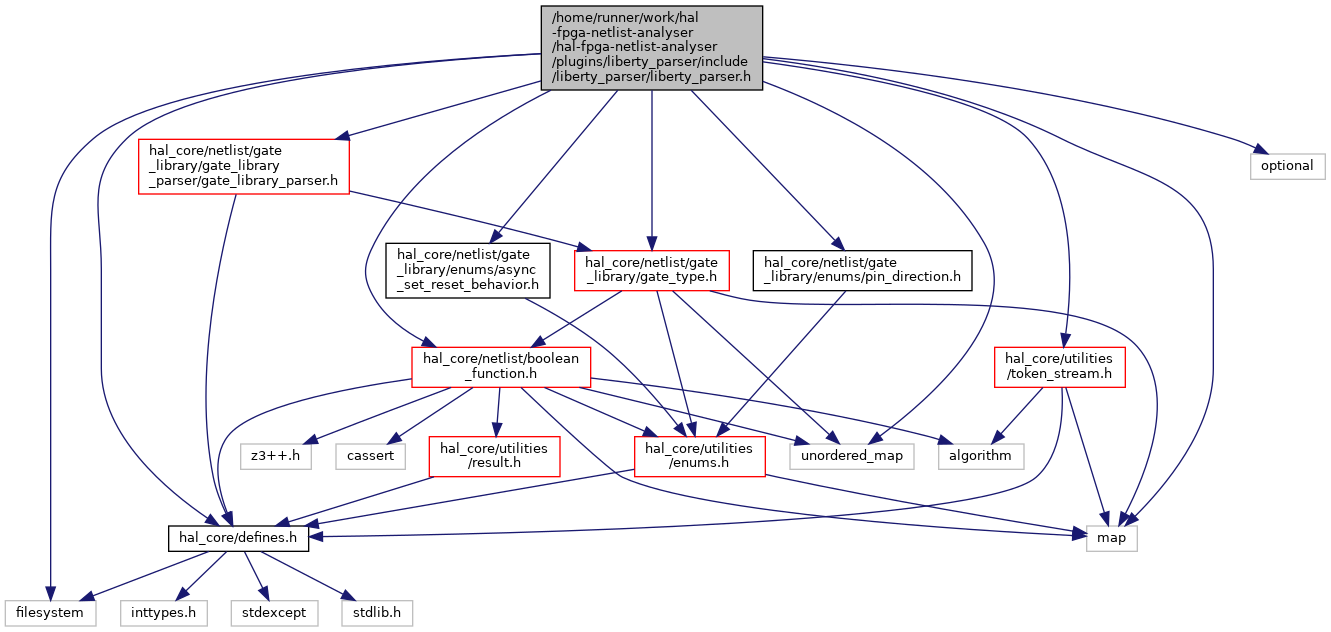 /home/runner/work/hal
-fpga-netlist-analyser
/hal-fpga-netlist-analyser
/plugins/liberty_parser/include
/liberty_parser/liberty_parser.h
hal_core/netlist/gate
_library/gate_library
_parser/gate_library_parser.h
optional
hal_core/netlist/gate
_library/enums/async
_set_reset_behavior.h
hal_core/netlist/gate
_library/gate_type.h
hal_core/netlist/gate
_library/enums/pin_direction.h
hal_core/netlist/boolean
_function.h
hal_core/utilities
/token_stream.h
z3++.h
cassert
hal_core/utilities
/result.h
hal_core/utilities
/enums.h
unordered_map
algorithm
hal_core/defines.h
map
filesystem
inttypes.h
stdexcept
stdlib.h